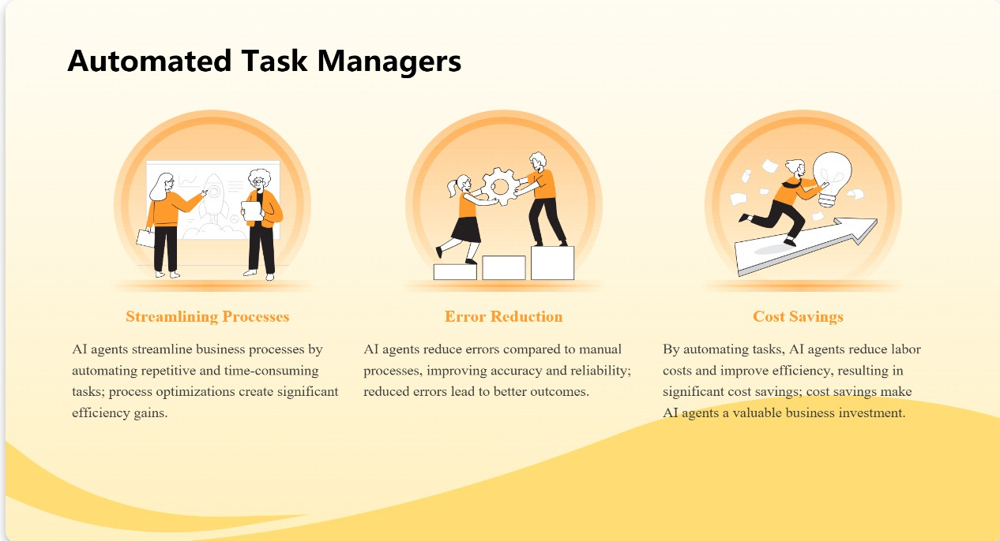 Automated Task Managers
Streamlining Processes
AI agents streamline business processes by
automating repetitive and time-consuming
tasks; process optimizations create significant
efficiency gains.
Error Reduction
AI agents reduce errors compared to manual
processes, improving accuracy and reliability;
reduced errors lead to better outcomes.
Cost Savings
By automating tasks, AI agents reduce labor
costs and improve efficiency, resulting in
significant cost savings; cost savings make
AI agents a valuable business investment.